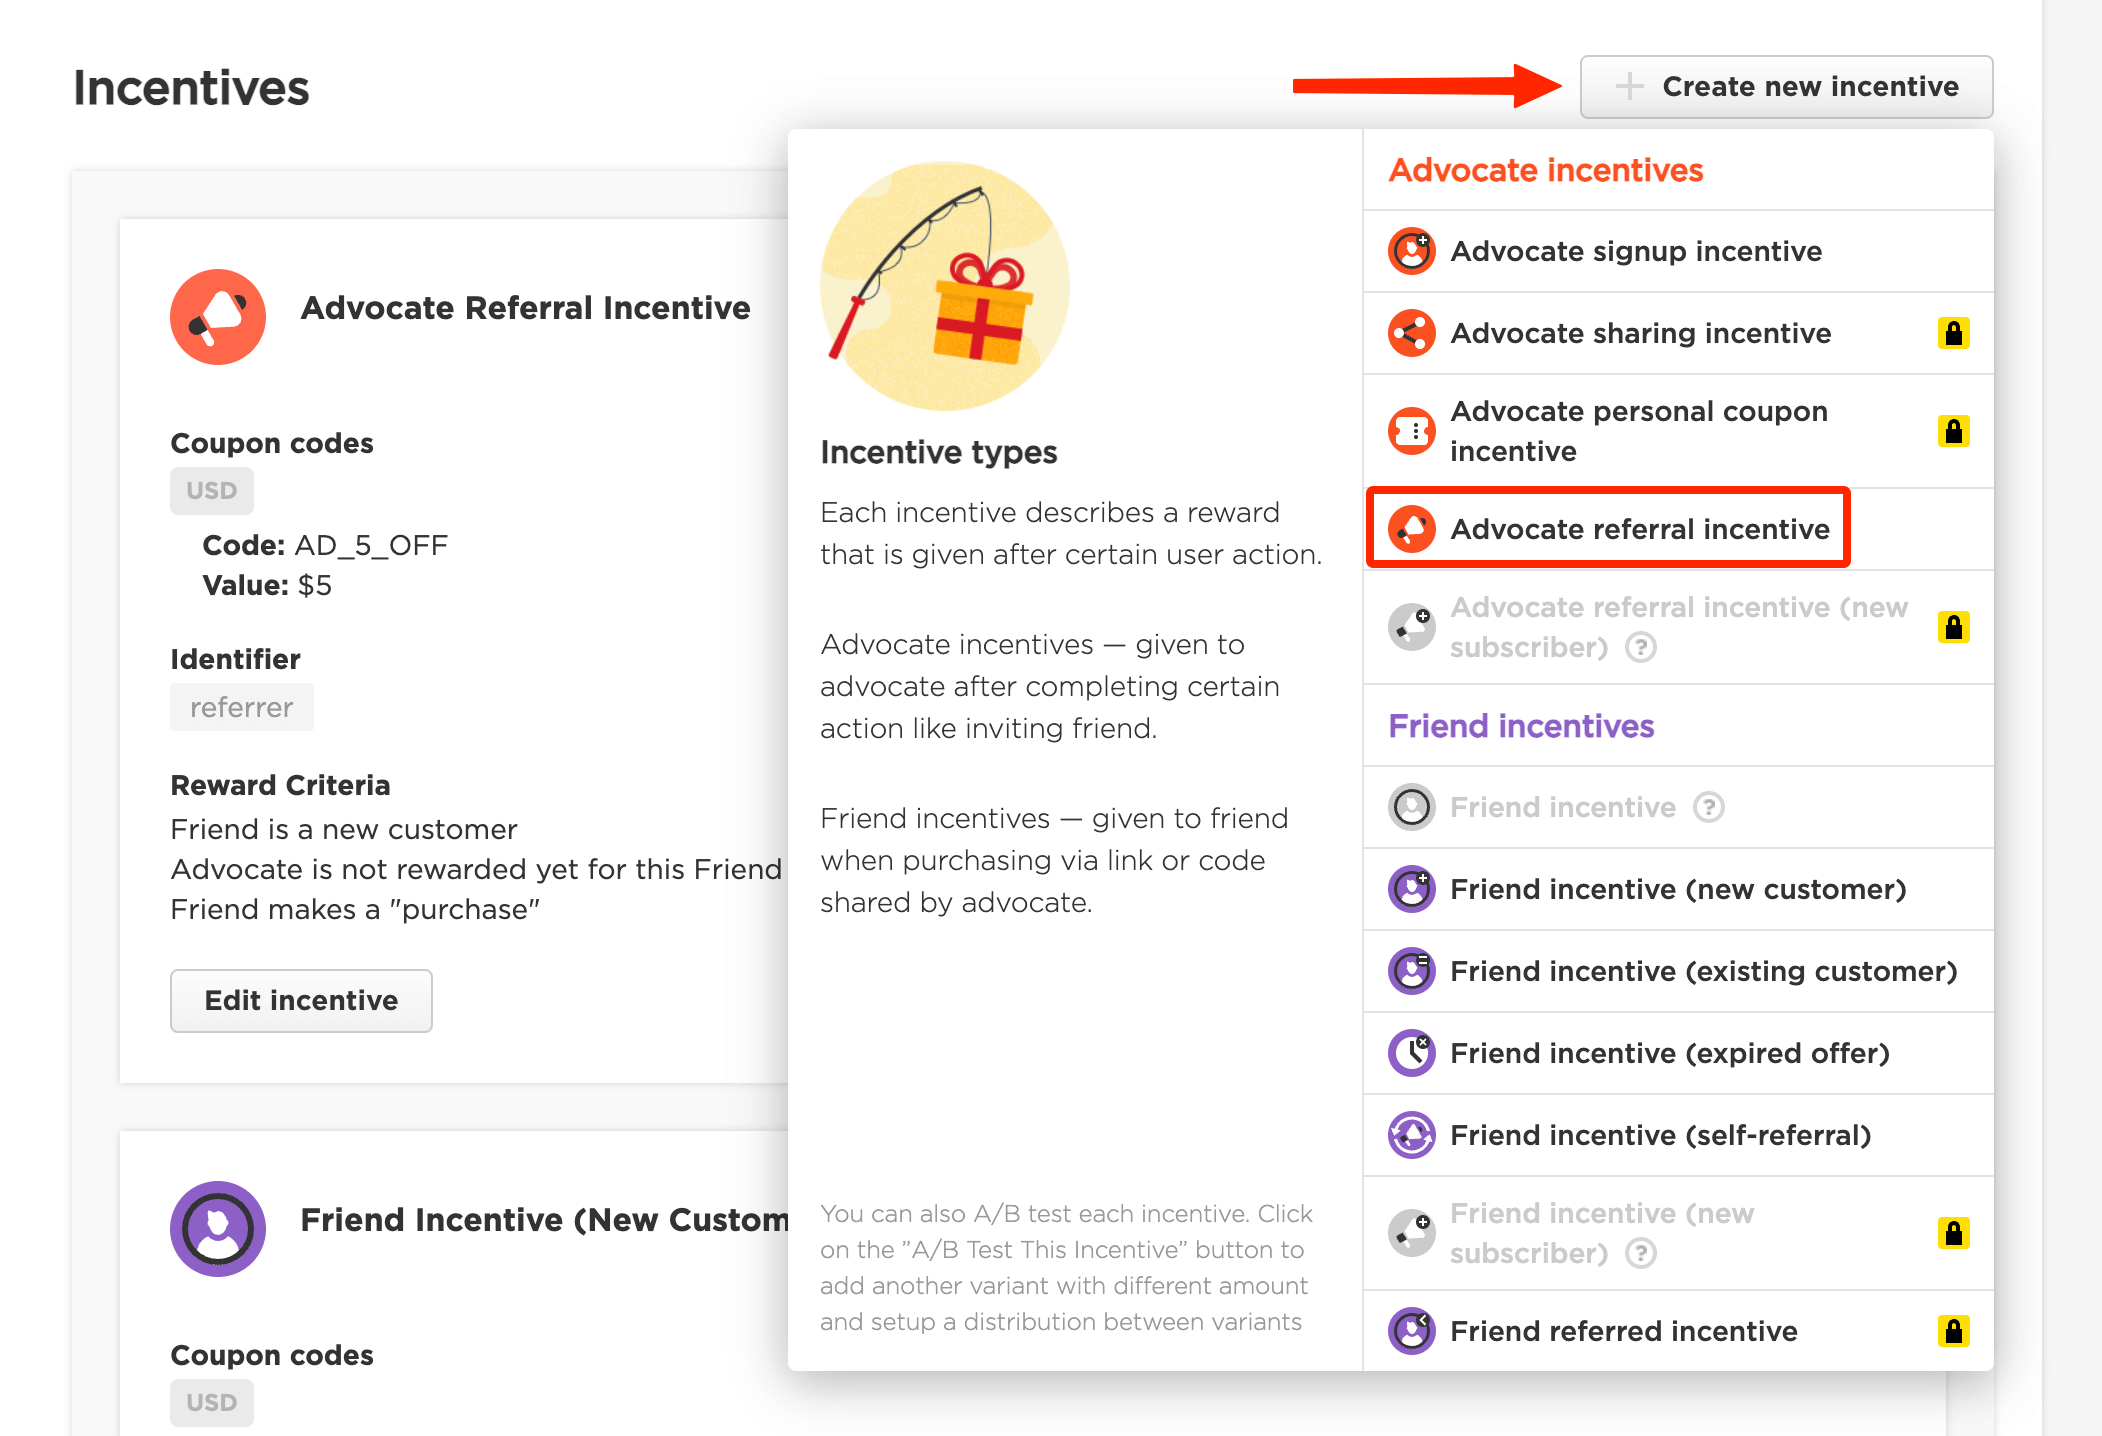 Incentives
Create new incentive
Advocate Referral Incentive
Coupon codes
USD
Code: AD_5_OFF
Value: $5
Identifier
referrer
Reward Criteria
Friend is a new customer
Advocate is not rewarded yet for this Friend
Friend makes a "purchase"
Edit incentive
Friend Incentive (New Custom
Coupon codes
USD
Incentive types
Each incentive describes a reward
that is given after certain user action.
Advocate incentives — given to
advocate after completing certain
action like inviting friend.
Friend incentives — given to friend
when purchasing via link or code
shared by advocate.
You can also A/B test each incentive. Click
on the ”A/B Test This Incentive” button to
add another variant with different amount
and setup a distribution between variants
Advocate incentives
Advocate signup incentive
Advocate sharing incentive
Advocate personal coupon
incentive
Advocate referral incentive
Advocate referral incentive (new
subscriber) ?
Friend incentives
Friend incentive ?
Friend incentive (new customer)
Friend incentive (existing customer)
Friend incentive (expired offer)
Friend incentive (self-referral)
Friend incentive (new
subscriber) ?
Friend referred incentive